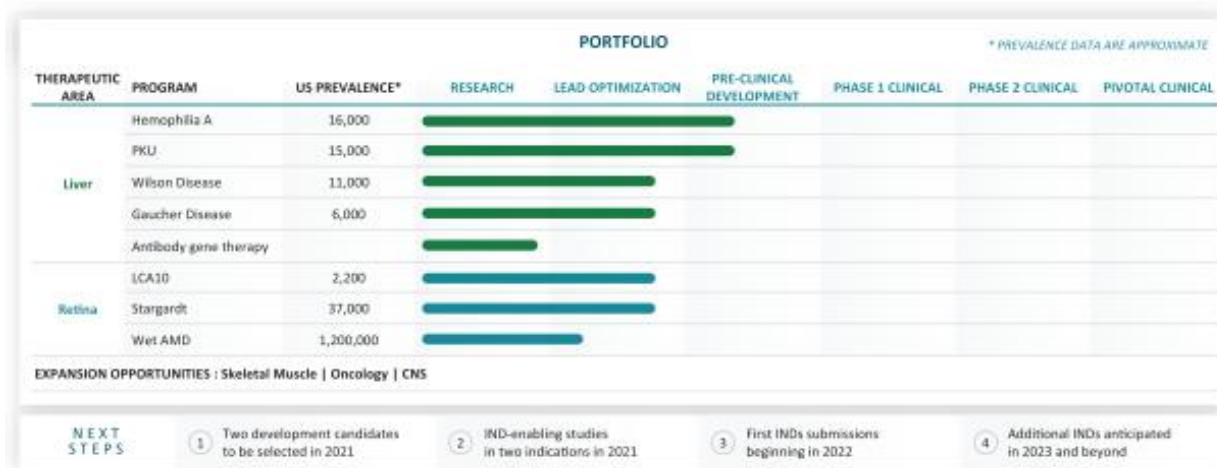 PORTFOLIO
* PREVALENCE DATA ARE APPROXIMATE
THERAPEUTIC AREA PROGRAM US PREVALENCE* RESEARCH LEAD OPTIMIZATION PRE-CLINICAL DEVELOPMENT PHASE 1 CLINICAL PHASE 2 CLINICAL PIVOTAL CLINICAL
Hemophilia A 16,000
PKU 15,000
Liver Wilson Disease 11,000
Gaucher Disease 6,000
Antibody gene therapy
LCA10 2,200
Retina Stargardt 37,000
Wet AMD 1,200,000
EXPANSION OPPORTUNITIES : Skeletal Muscle | Oncology | CNS
NEXT STEPS
1 Two development candidates
to be selected in 2021
2 IND-enabling studies
in two indications in 2021
3 First INDs submissions
beginning in 2022
4 Additional INDs anticipated
in 2023 and beyond